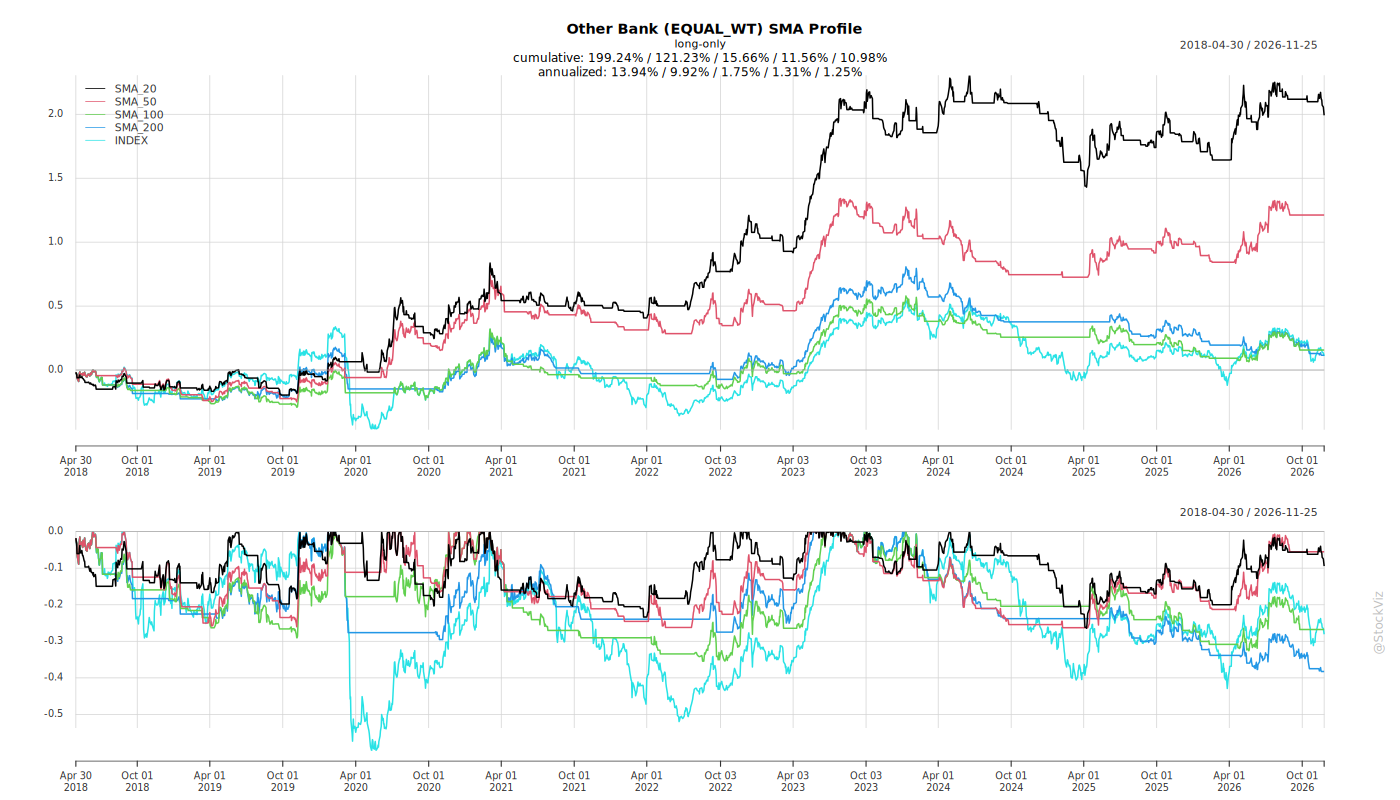 Other Bank (EQUAL_WT) SMA Profile
long-only
cumulative: 199.24% / 121.23% / 15.66% / 11.56% / 10.98%
annualized: 13.94% / 9.92% / 1.75% / 1.31% / 1.25%
2018-04-30 / 2026-11-25
SMA_20
SMA_50
SMA_100
SMA_200
INDEX
2.0
1.5
1.0
0.5
0.0
Apr 30 Oct 01 Apr 01 Oct 01 Apr 01 Oct 01 Apr 01 Oct 01 Apr 01 Oct 03 Apr 03 Oct 03 Apr 01 Oct 01 Apr 01 Oct 01 Apr 01 Oct 01
2018 2018 2019 2019 2020 2020 2021 2021 2022 2022 2023 2023 2024 2024 2025 2025 2026 2026
2018-04-30 / 2026-11-25
0.0
-0.1
-0.2
-0.3
-0.4
-0.5
Apr 30 Oct 01 Apr 01 Oct 01 Apr 01 Oct 01 Apr 01 Oct 01 Apr 01 Oct 03 Apr 03 Oct 03 Apr 01 Oct 01 Apr 01 Oct 01 Apr 01 Oct 01
2018 2018 2019 2019 2020 2020 2021 2021 2022 2022 2023 2023 2024 2024 2025 2025 2026 2026
@StockViz